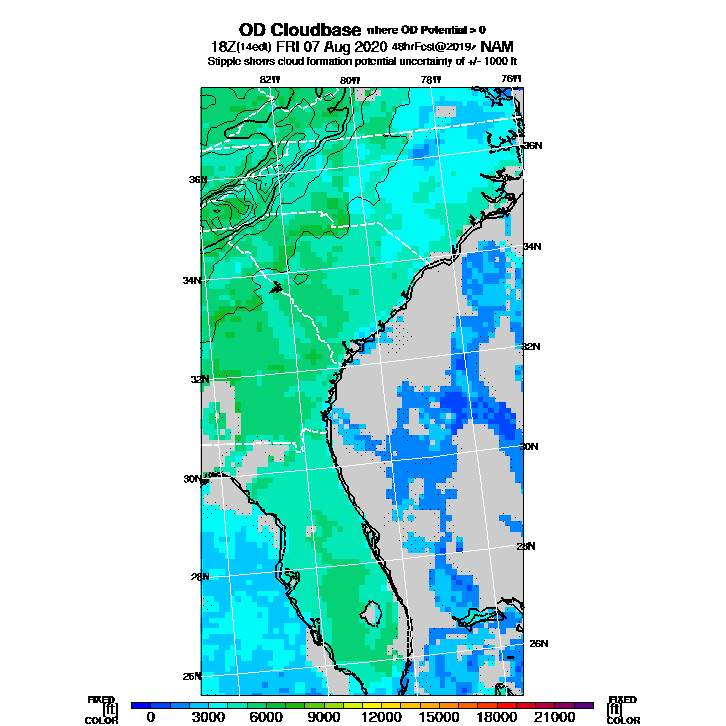 OD Cloudbase where OD Potential > 0
18Z(14edt) FRI 07 Aug 2020 48hrFcst@2019z NAM
Stipple shows cloud formation potential uncertainty of +/- 1000 ft
82W 80W 78W 76W
36N
36N
34N
34N
32N
32N
30N
30N
28N
28N
26N
26N
FIXED FIXED
[ft] 0 3000 6000 9000 12000 15000 18000 21000 [ft]
COLOR COLOR